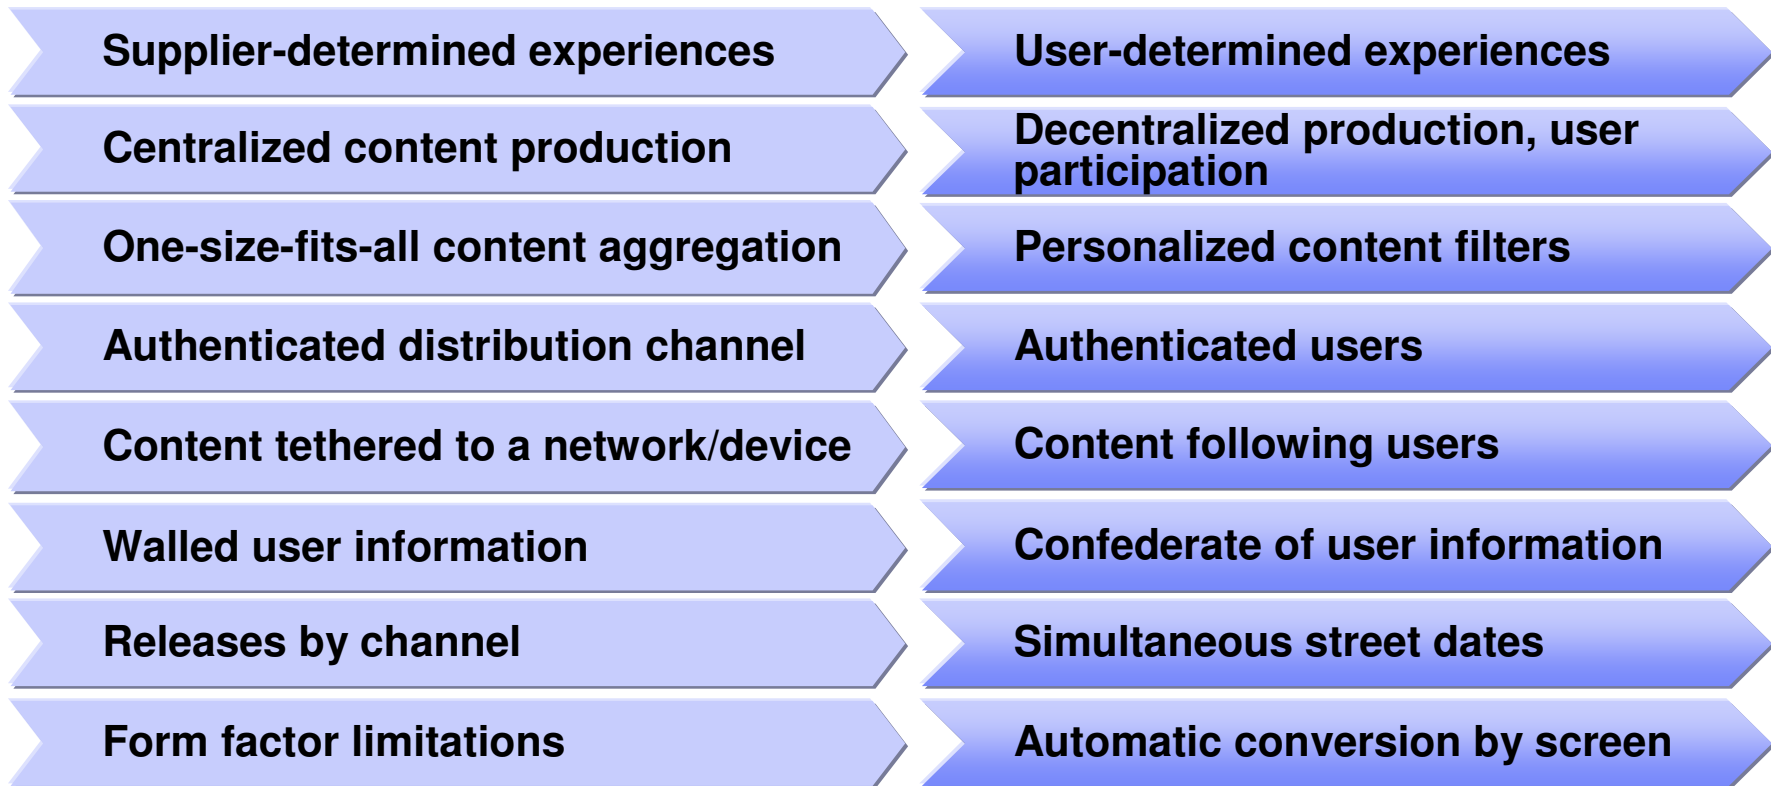 Supplier-determined experiences
User-determined experiences
Centralized content production
Decentralized production, user
participation
One-size-fits-all content aggregation
Personalized content filters
Authenticated distribution channel
Authenticated users
Content tethered to a network/device
Content following users
Walled user information
Confederate of user information
Releases by channel
Simultaneous street dates
Form factor limitations
Automatic conversion by screen